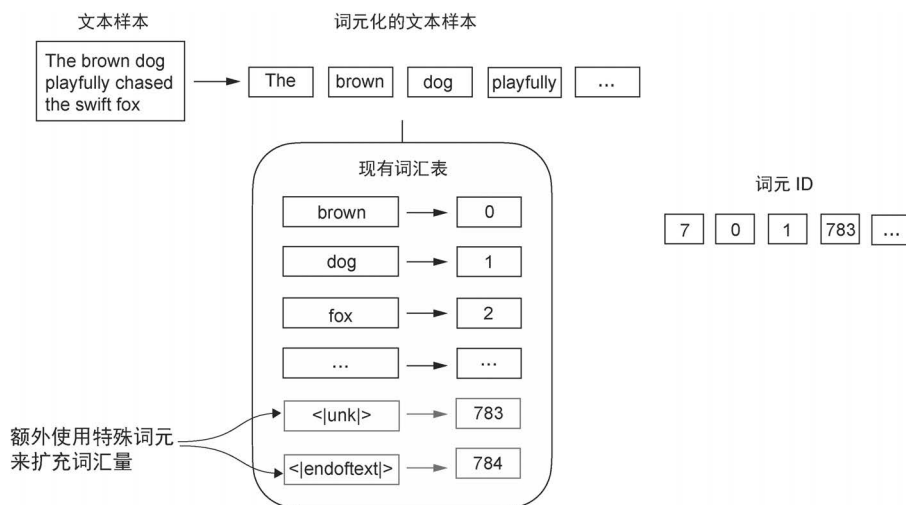 文本样本
词元化的文本样本
The brown dog
playfully chased
the swift fox
The brown dog playfully ...
现有词汇表
词元 ID
brown 0
7 0 1 783 ...
dog 1
fox 2
... ...
<|unk|> 783
额外使用特殊词元
来扩充词汇量
<|endoftext|> 784